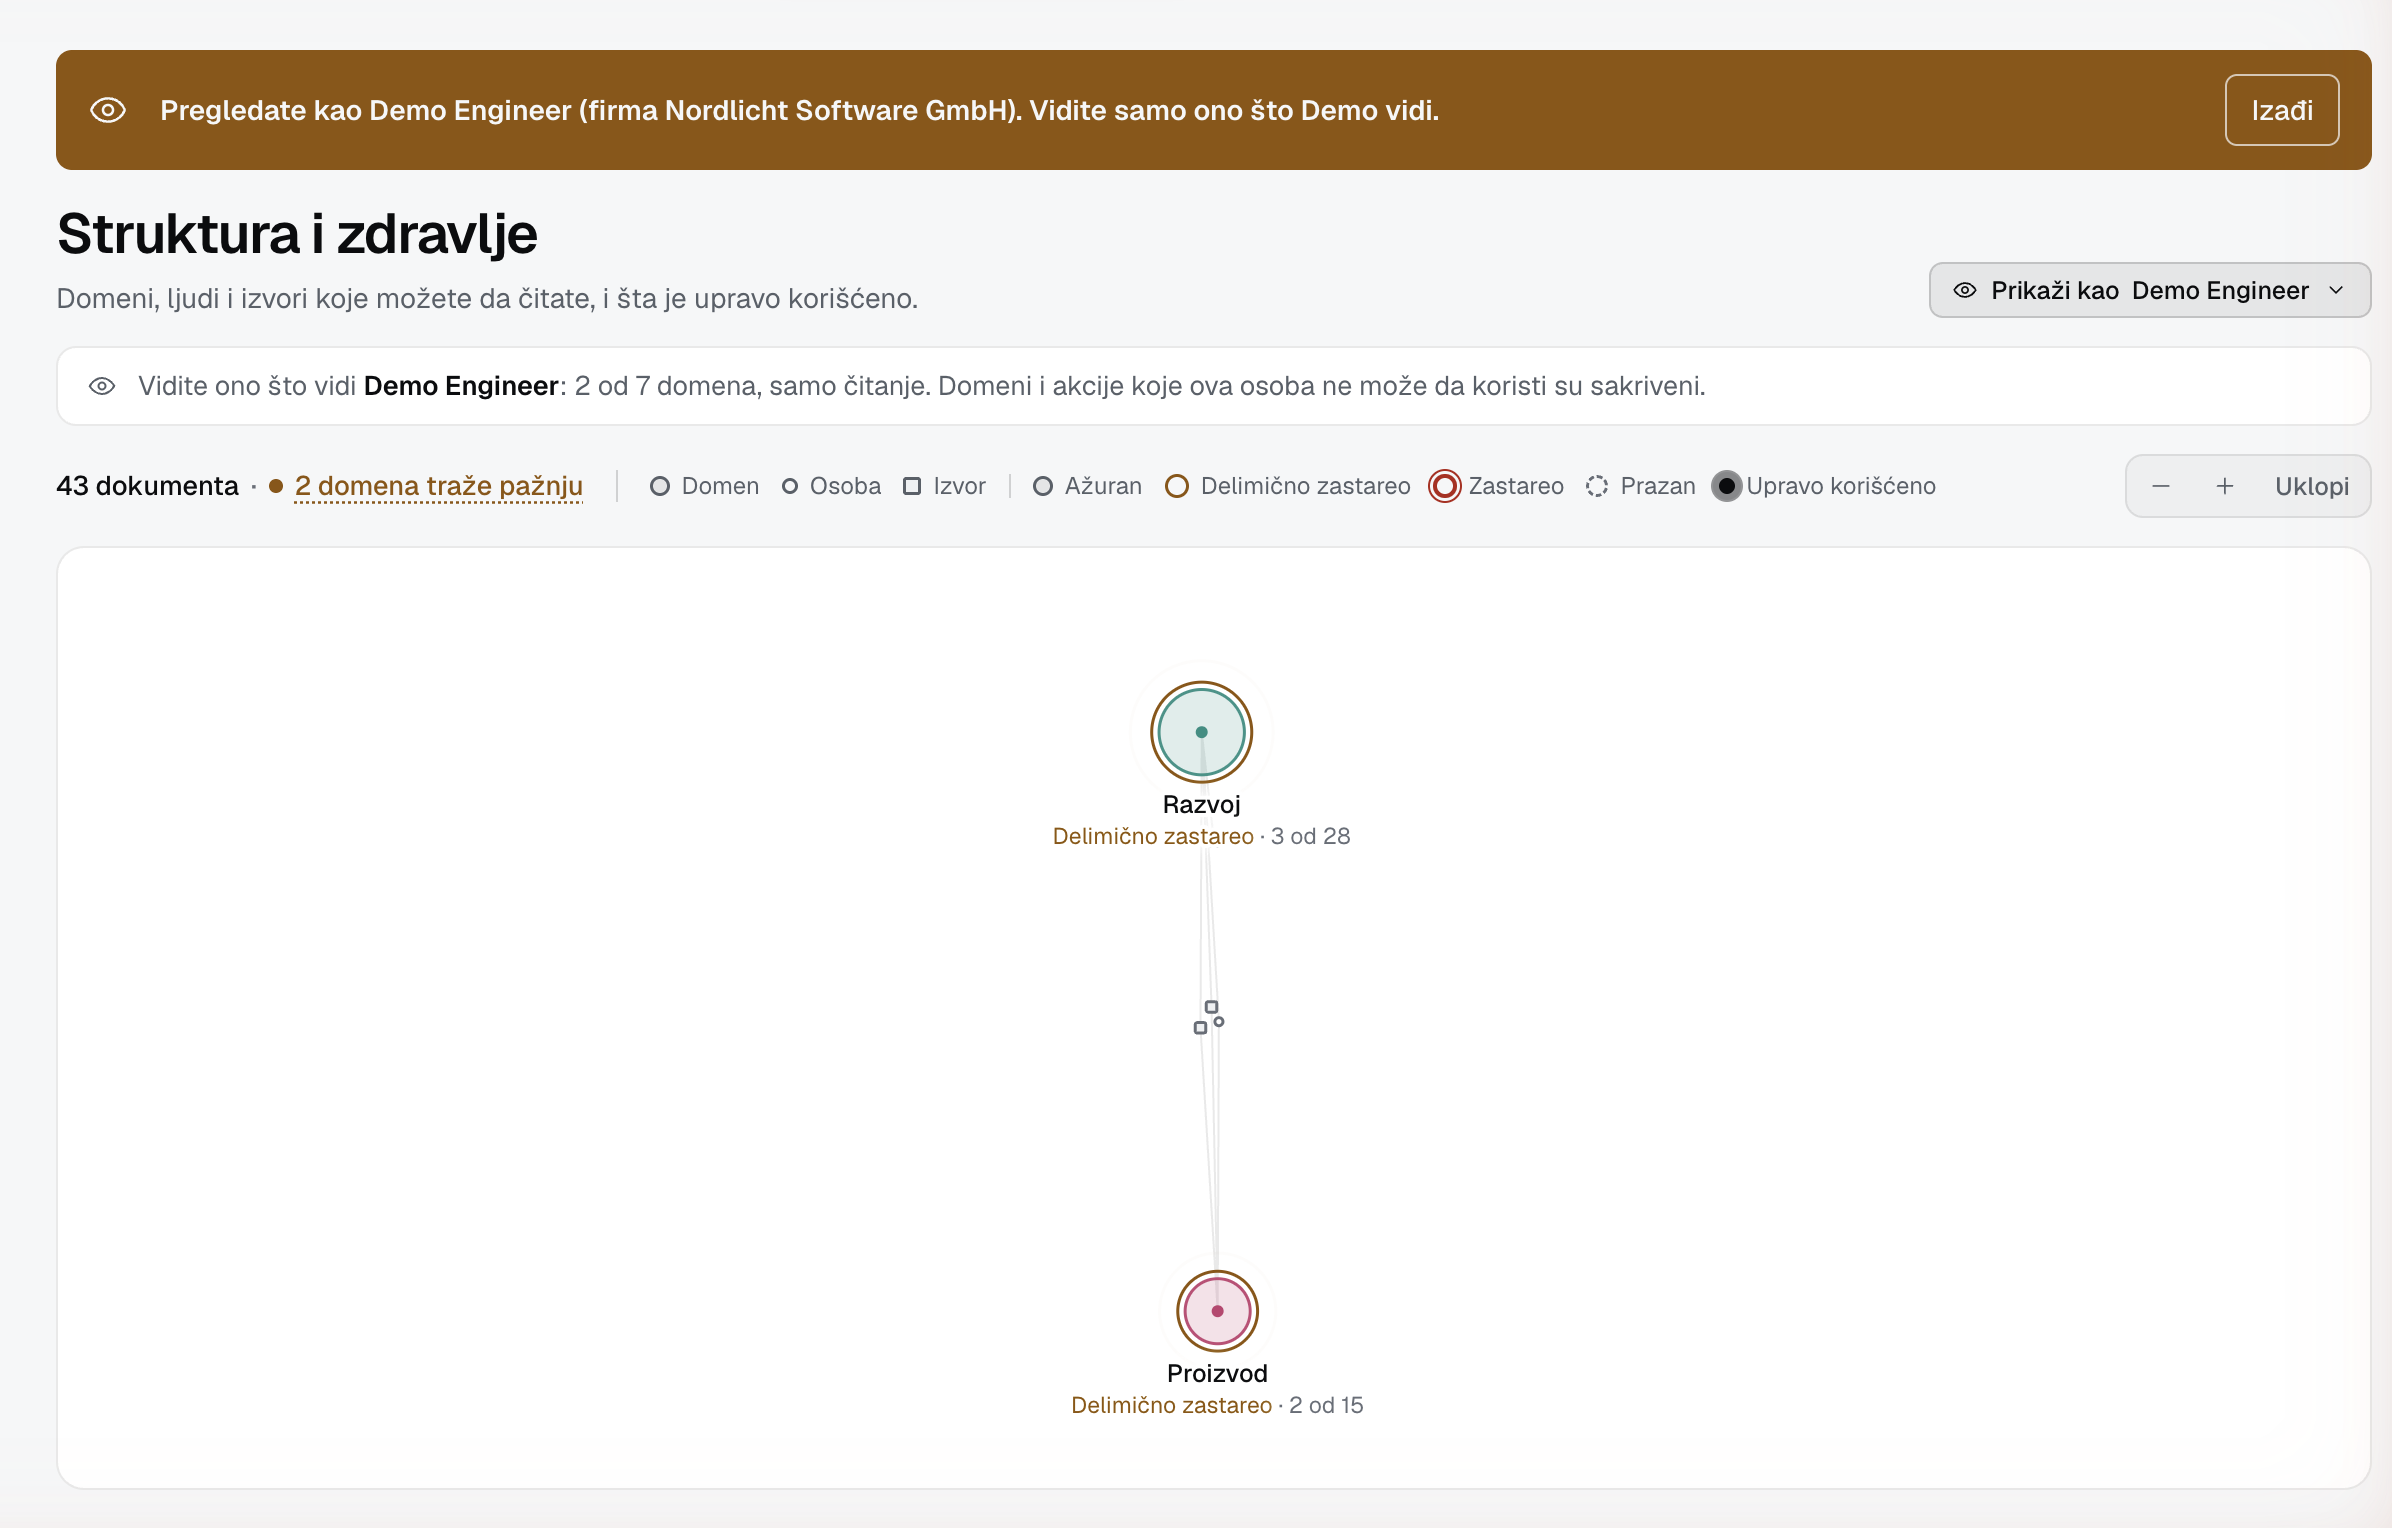 Pregledate kao Demo Engineer (firma Nordlicht Software GmbH). Vidite samo ono što Demo vidi.
Izađi
Struktura i zdravlje
Domeni, ljudi i izvori koje možete da čitate, i šta je upravo korišćeno.
Prikaži kao Demo Engineer
Vidite ono što vidi Demo Engineer: 2 od 7 domena, samo čitanje. Domeni i akcije koje ova osoba ne može da koristi su sakriveni.
43 dokumenta · 2 domena traže pažnju
Domen Osoba Izvor Ažuran Delimično zastareo Zastareo Prazan Upravo korišćeno
− + Uklopi
Razvoj
Delimično zastareo · 3 od 28
Proizvod
Delimično zastareo · 2 od 15